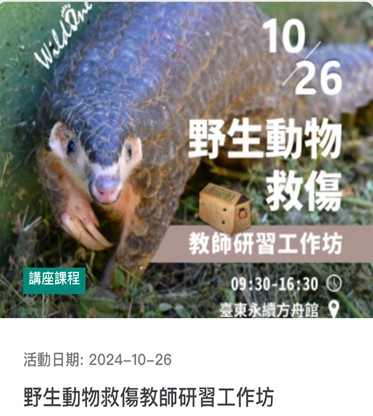 WildOne
10/26
野生動物
救傷
教師研習工作坊
講座課程
09:30-16:30
臺東永續方舟館
活動日期: 2024-10-26
野生動物救傷教師研習工作坊